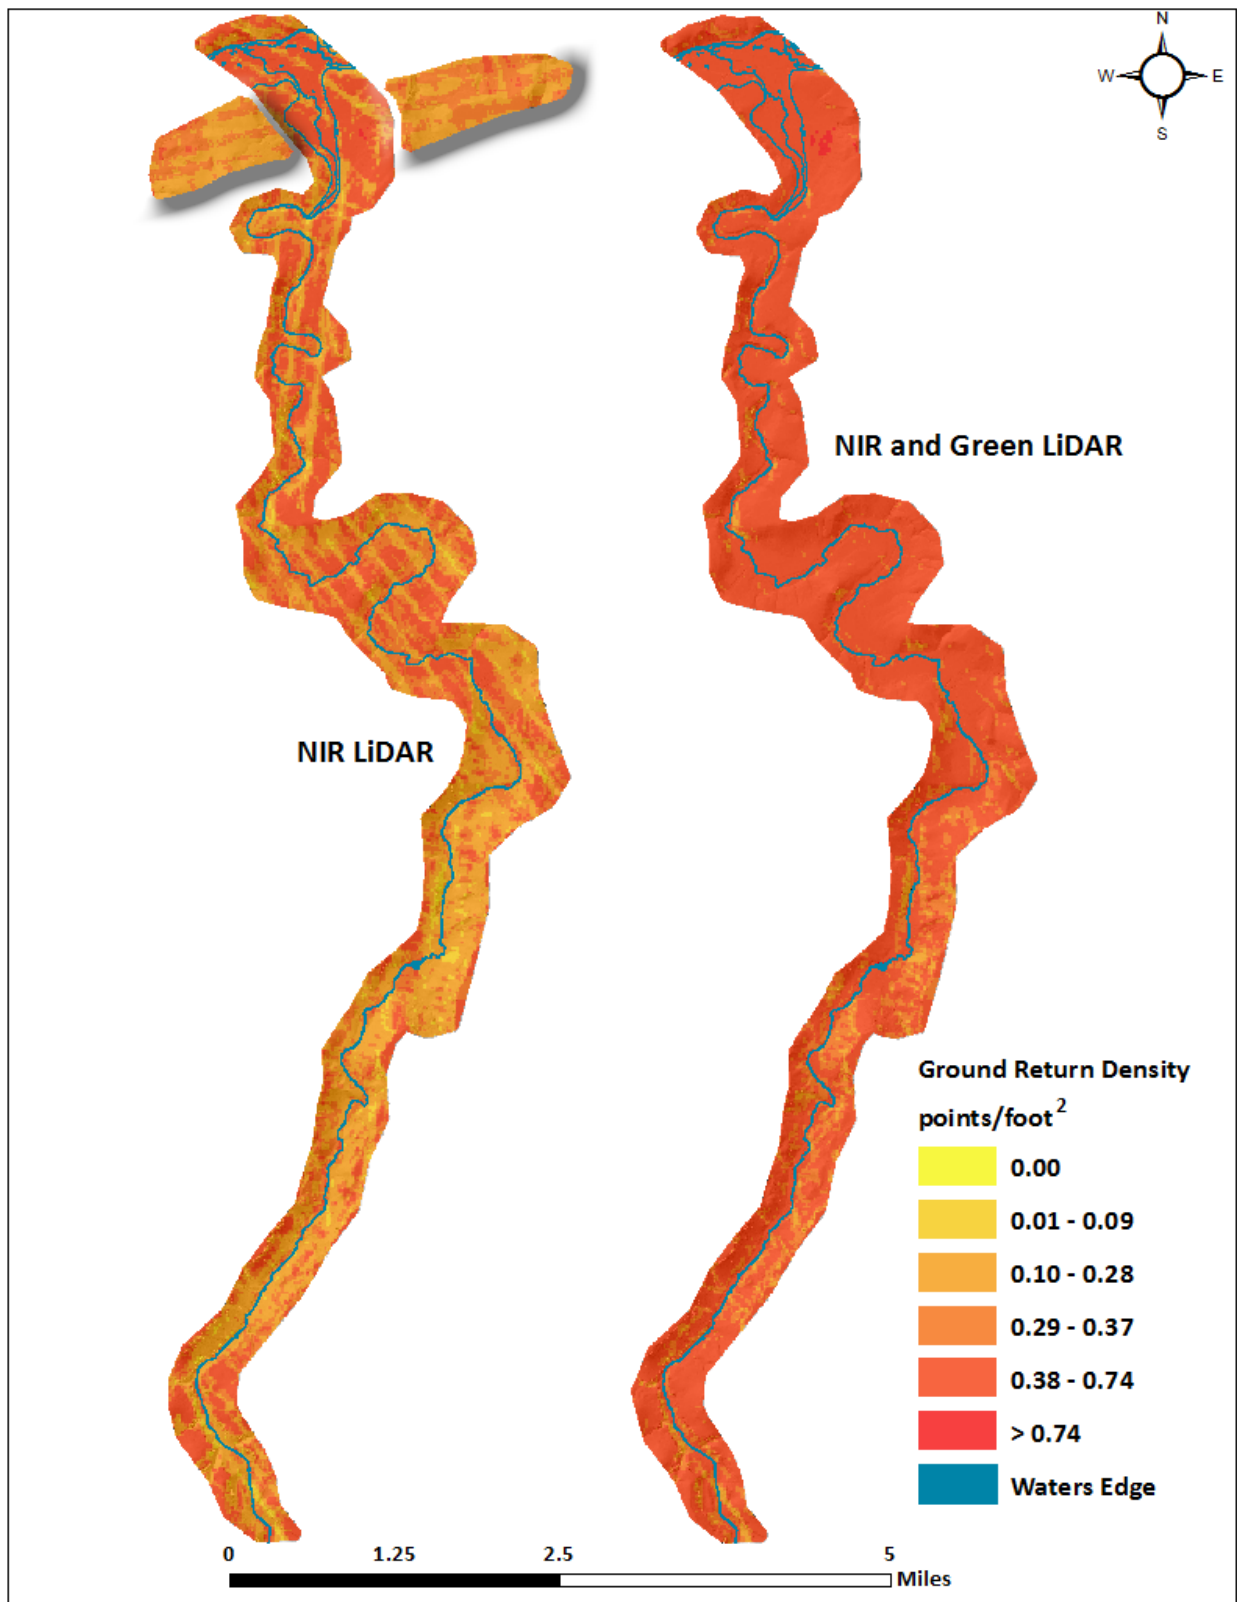 N
W E
S
NIR and Green LiDAR
NIR LiDAR
Ground Return Density
points/foot²
0.00
0.01 - 0.09
0.10 - 0.28
0.29 - 0.37
0.38 - 0.74
> 0.74
Waters Edge
0 1.25 2.5 5
Miles